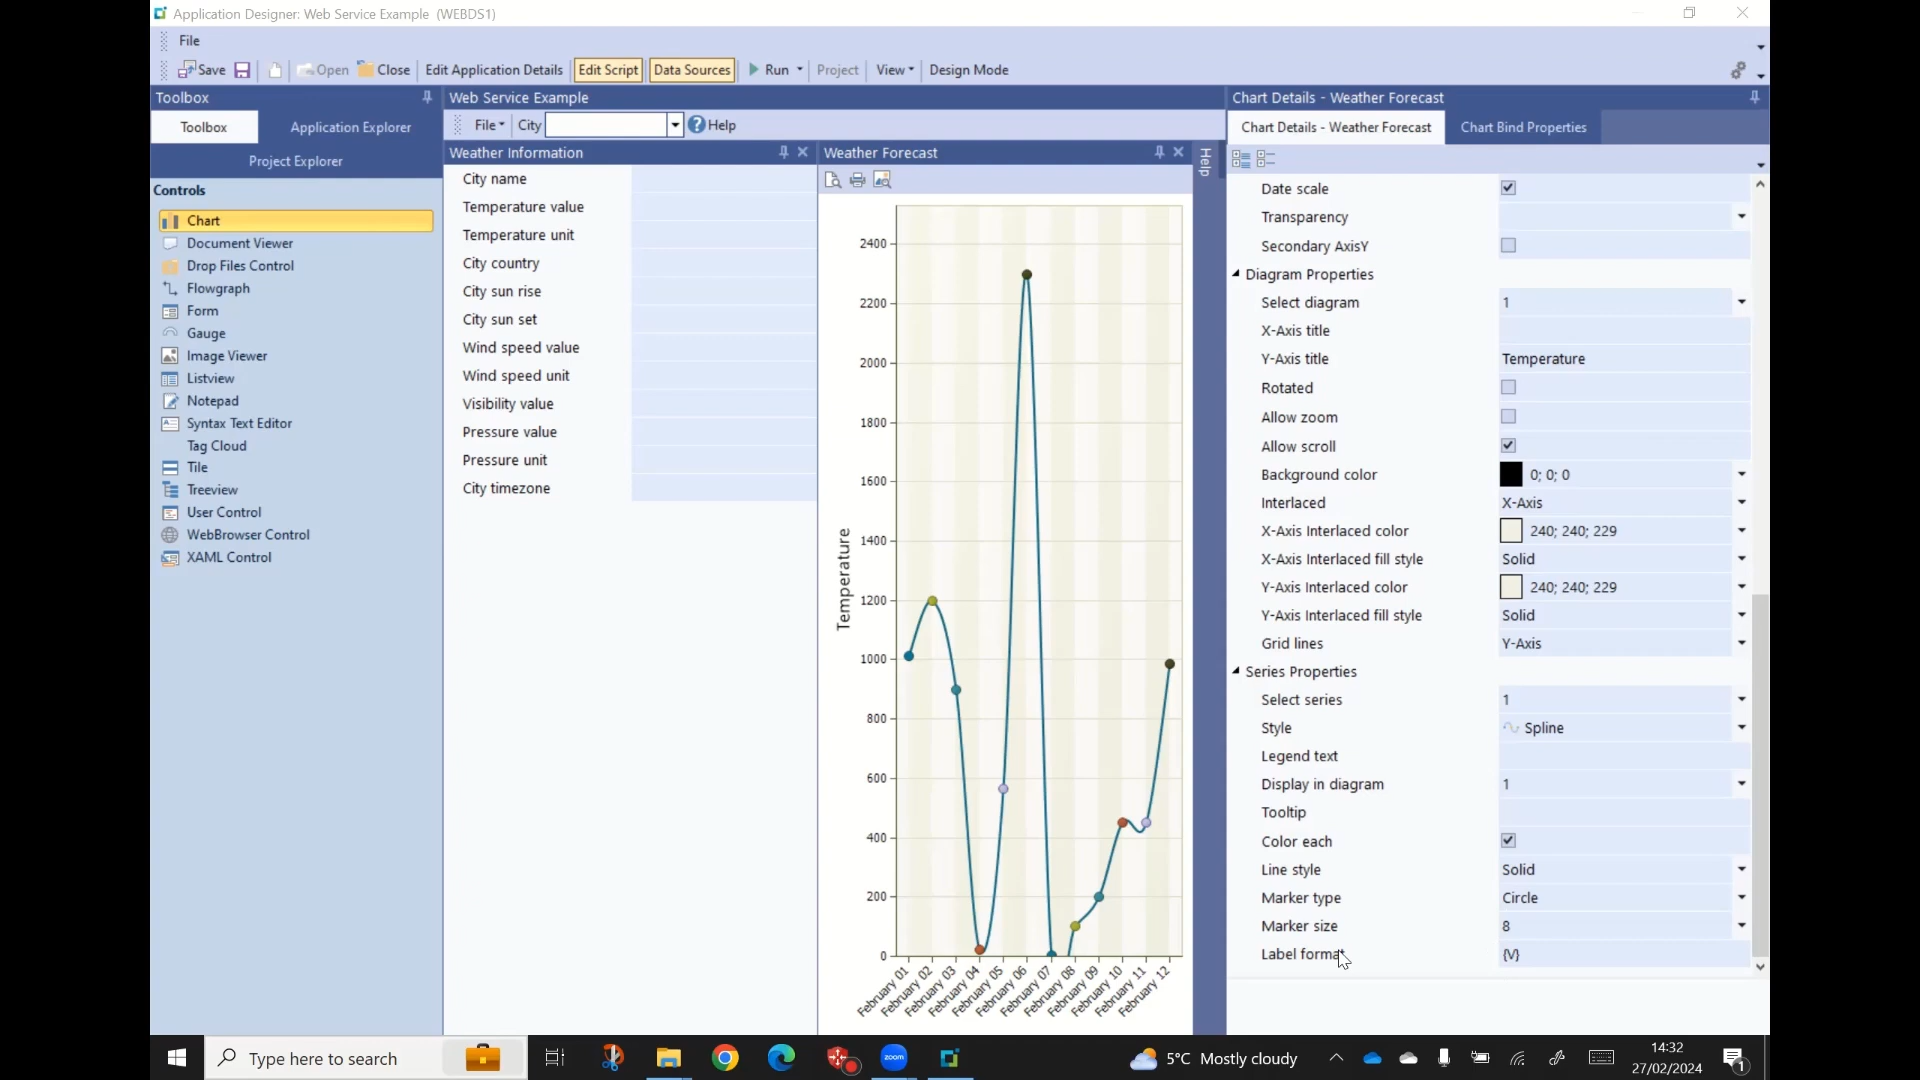 Application Designer: Web Service Example (WEBDS1)
File
Save Open Close Edit Application Details Edit Script Data Sources Run Project View Design Mode
Toolbox
Toolbox Application Explorer
Project Explorer
Controls
Chart
Document Viewer
Drop Files Control
Flowgraph
Form
Gauge
Image Viewer
Listview
Notepad
Syntax Text Editor
Tag Cloud
Tile
Treeview
User Control
WebBrowser Control
XAML Control
Web Service Example
File City Help
Weather Information
City name
Temperature value
Temperature unit
City country
City sun rise
City sun set
Wind speed value
Wind speed unit
Visibility value
Pressure value
Pressure unit
City timezone
Weather Forecast
2400
2200
2000
1800
1600
1400
1200
1000
800
600
400
200
0
Temperature
February 01
February 02
February 03
February 04
February 05
February 06
February 07
February 08
February 09
February 10
February 11
February 12
Help
Chart Details - Weather Forecast
Chart Details - Weather Forecast Chart Bind Properties
Date scale
Transparency
Secondary AxisY
Diagram Properties
Select diagram 1
X-Axis title
Y-Axis title Temperature
Rotated
Allow zoom
Allow scroll
Background color 0; 0; 0
Interlaced X-Axis
X-Axis Interlaced color 240; 240; 229
X-Axis Interlaced fill style Solid
Y-Axis Interlaced color 240; 240; 229
Y-Axis Interlaced fill style Solid
Grid lines Y-Axis
Series Properties
Select series 1
Style Spline
Legend text
Display in diagram 1
Tooltip
Color each
Line style Solid
Marker type Circle
Marker size 8
Label format {V}
Type here to search
zoom
5°C Mostly cloudy
14:32
27/02/2024
1